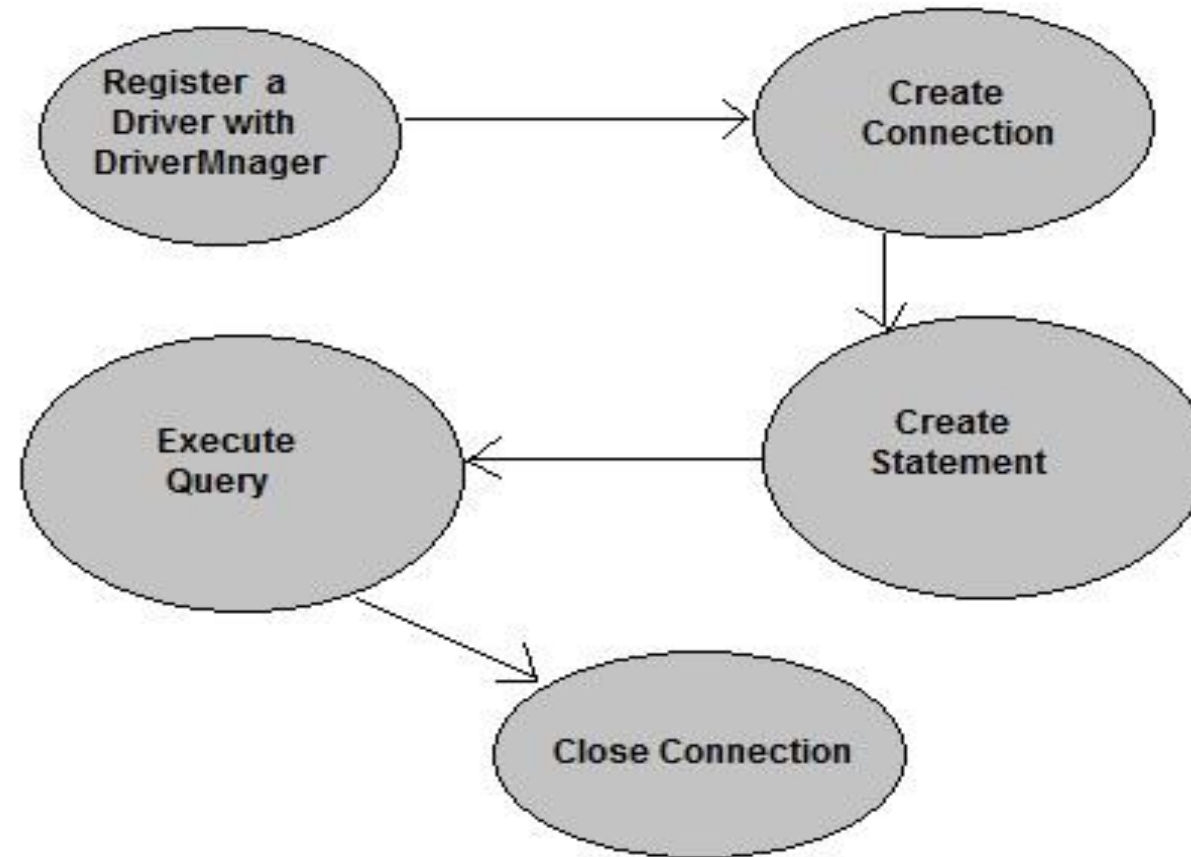 Register a
Driver with
DriverMnager
Create
Connection
Create
Statement
Execute
Query
Close Connection